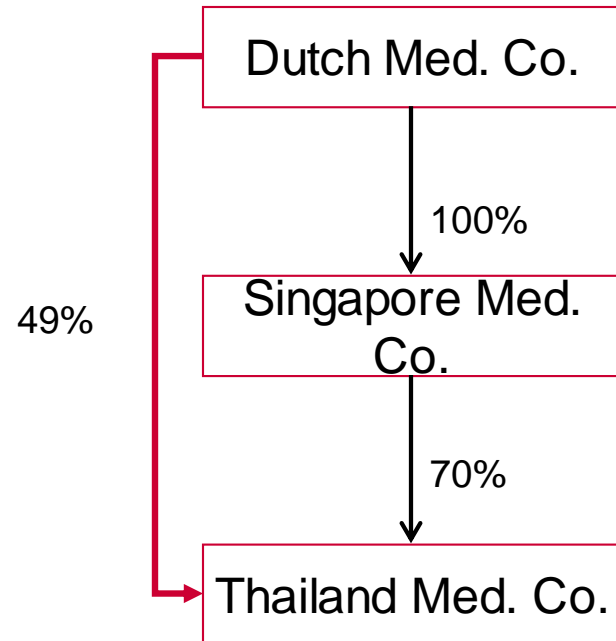 Dutch Med. Co.
100%
Singapore Med.
Co.
49%
70%
Thailand Med. Co.